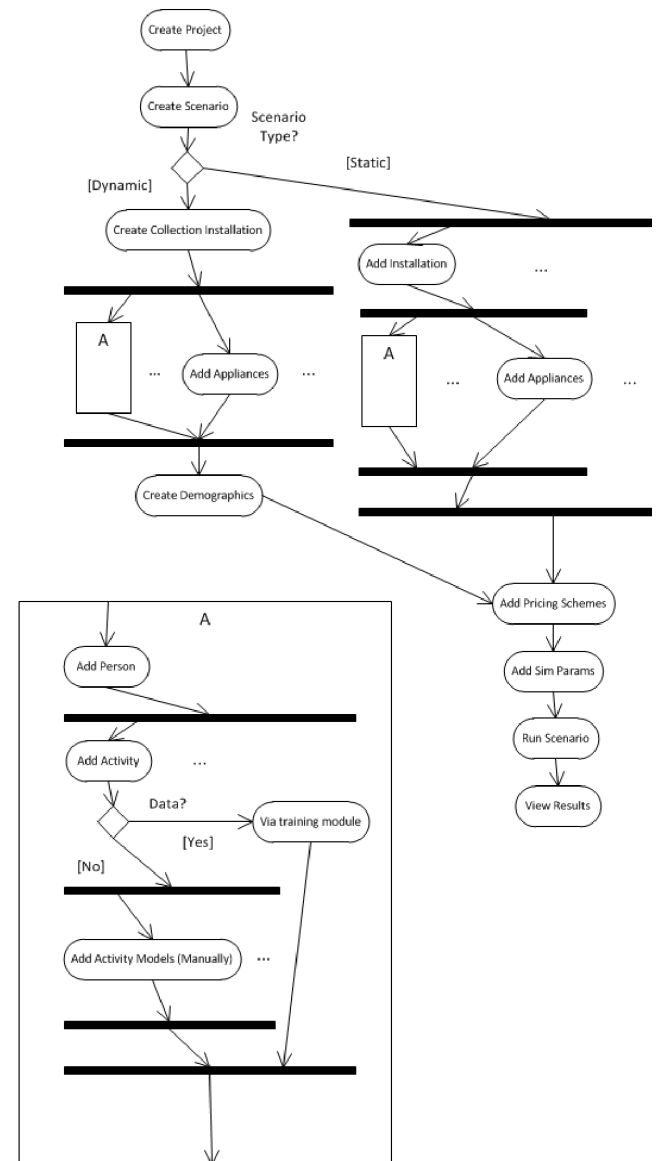 Create Project
Create Scenario
Scenario
Type?
[Static]
[Dynamic]
Create Collection Installation
Add Installation
...
A
...
Add Appliances
...
A
...
Add Appliances
...
Create Demographics
Add Pricing Schemes
A
Add Person
Add Sim Params
Add Activity
...
Run Scenario
Data?
View Results
Via training module
[Yes]
[No]
Add Activity Models (Manually)
...